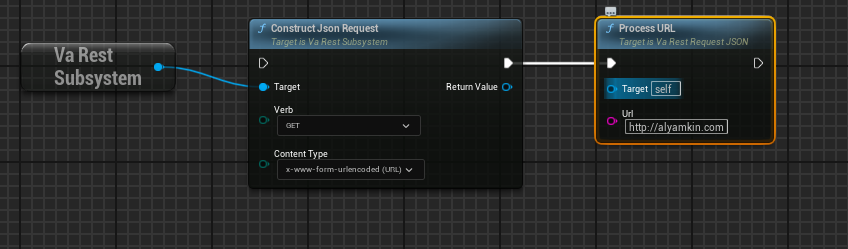 Va Rest
Subsystem
Construct Json Request
Target is Va Rest Subsystem
Target
Return Value
Verb
GET
Content Type
x-www-form-urlencoded (URL)
Process URL
Target is Va Rest Request JSON
Target self
Url
http://alyamkin.com